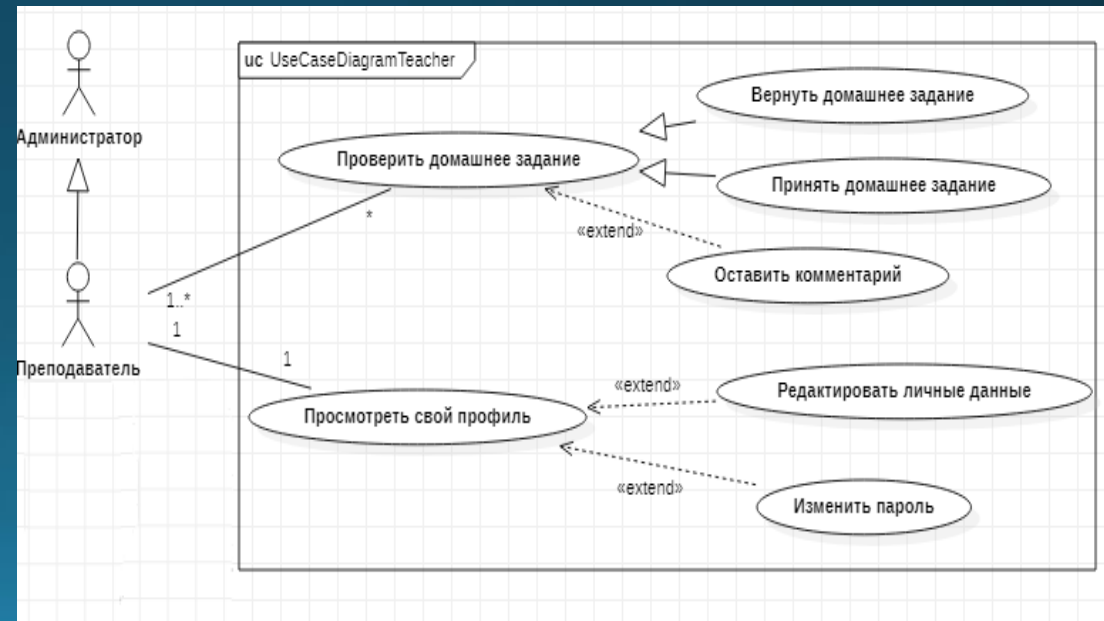 uc UseCaseDiagramTeacher
Администратор
Вернуть домашнее задание
Проверить домашнее задание
Принять домашнее задание
*
«extend»
Оставить комментарий
1..*
1
Преподаватель
1
«extend»
Редактировать личные данные
Просмотреть свой профиль
«extend»
Изменить пароль